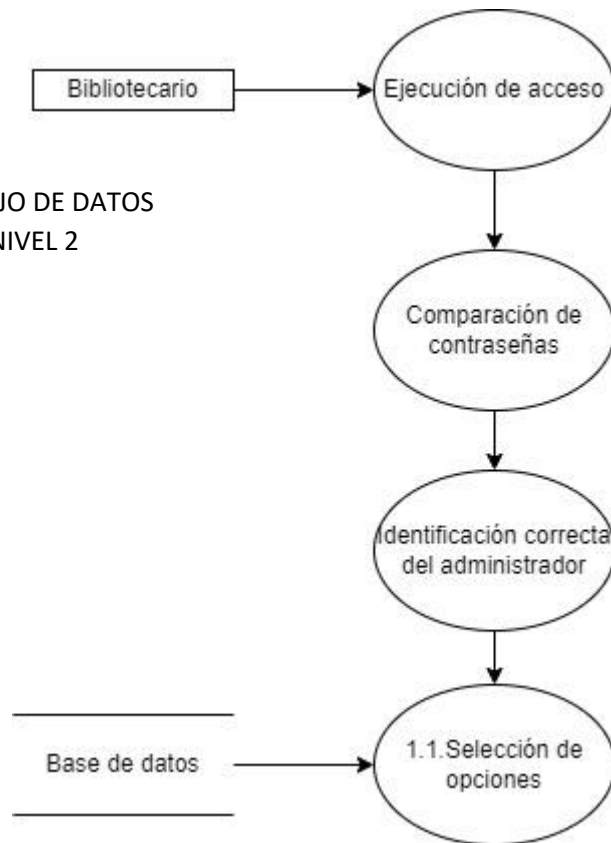 Bibliotecario
Ejecución de acceso
JO DE DATOS
NIVEL 2
Comparación de
contraseñas
Identificación correcta
del administrador
Base de datos
1.1.Selección de
opciones